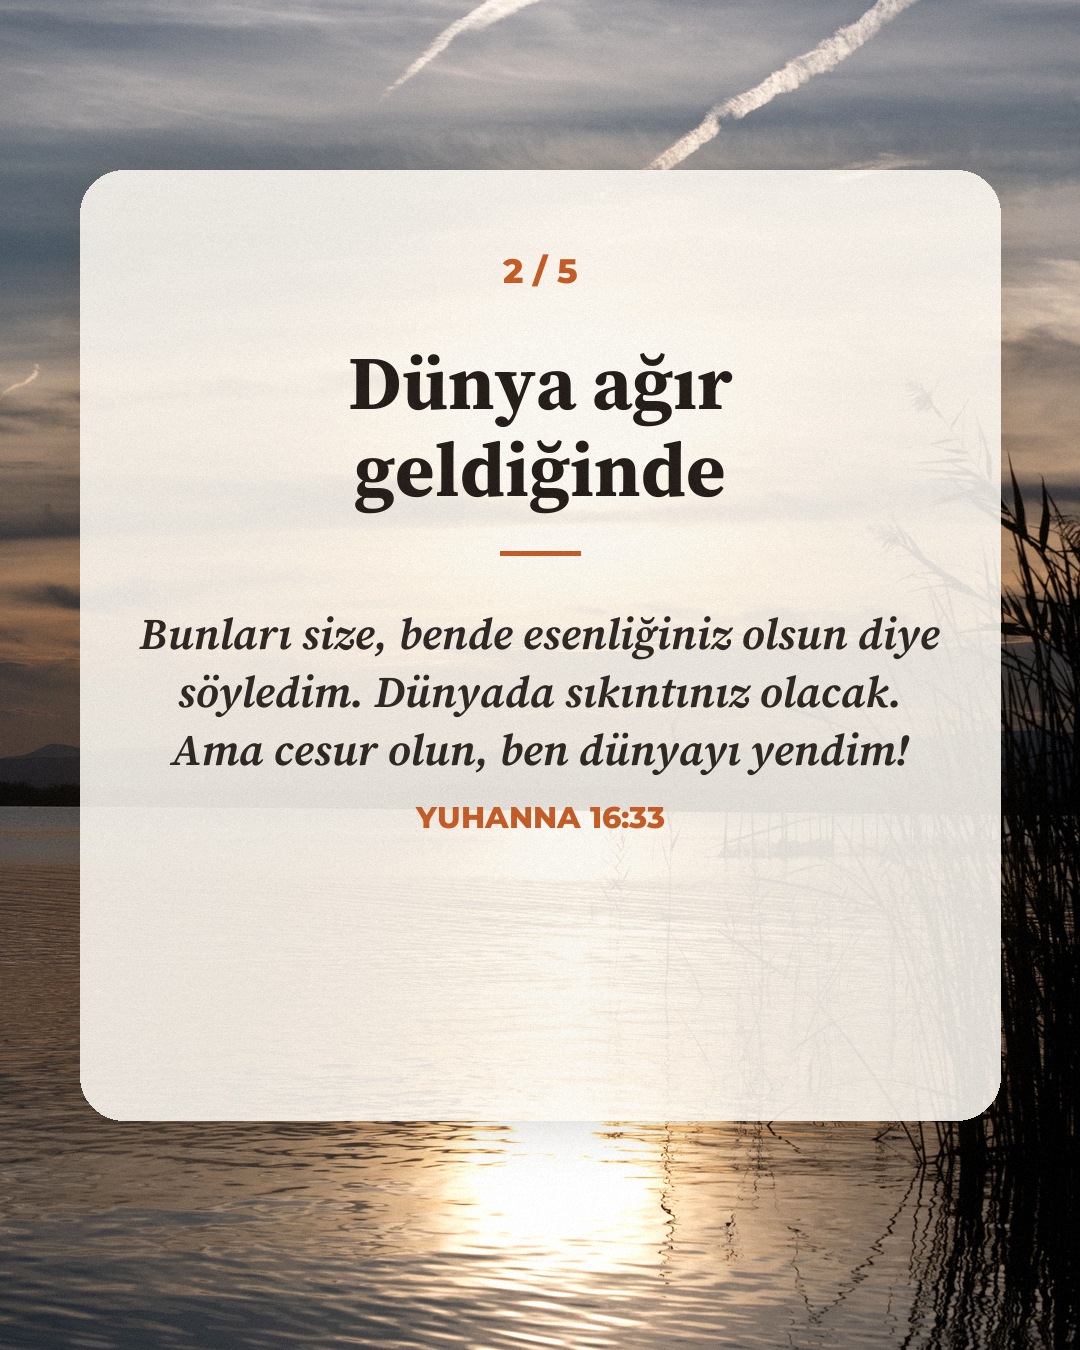 2 / 5
Dünya ağır
geldiğinde
Bunları size, bende esenliğiniz olsun diye
söyledim. Dünyada sıkıntınız olacak.
Ama cesur olun, ben dünyayı yendim!
YUHANNA 16:33